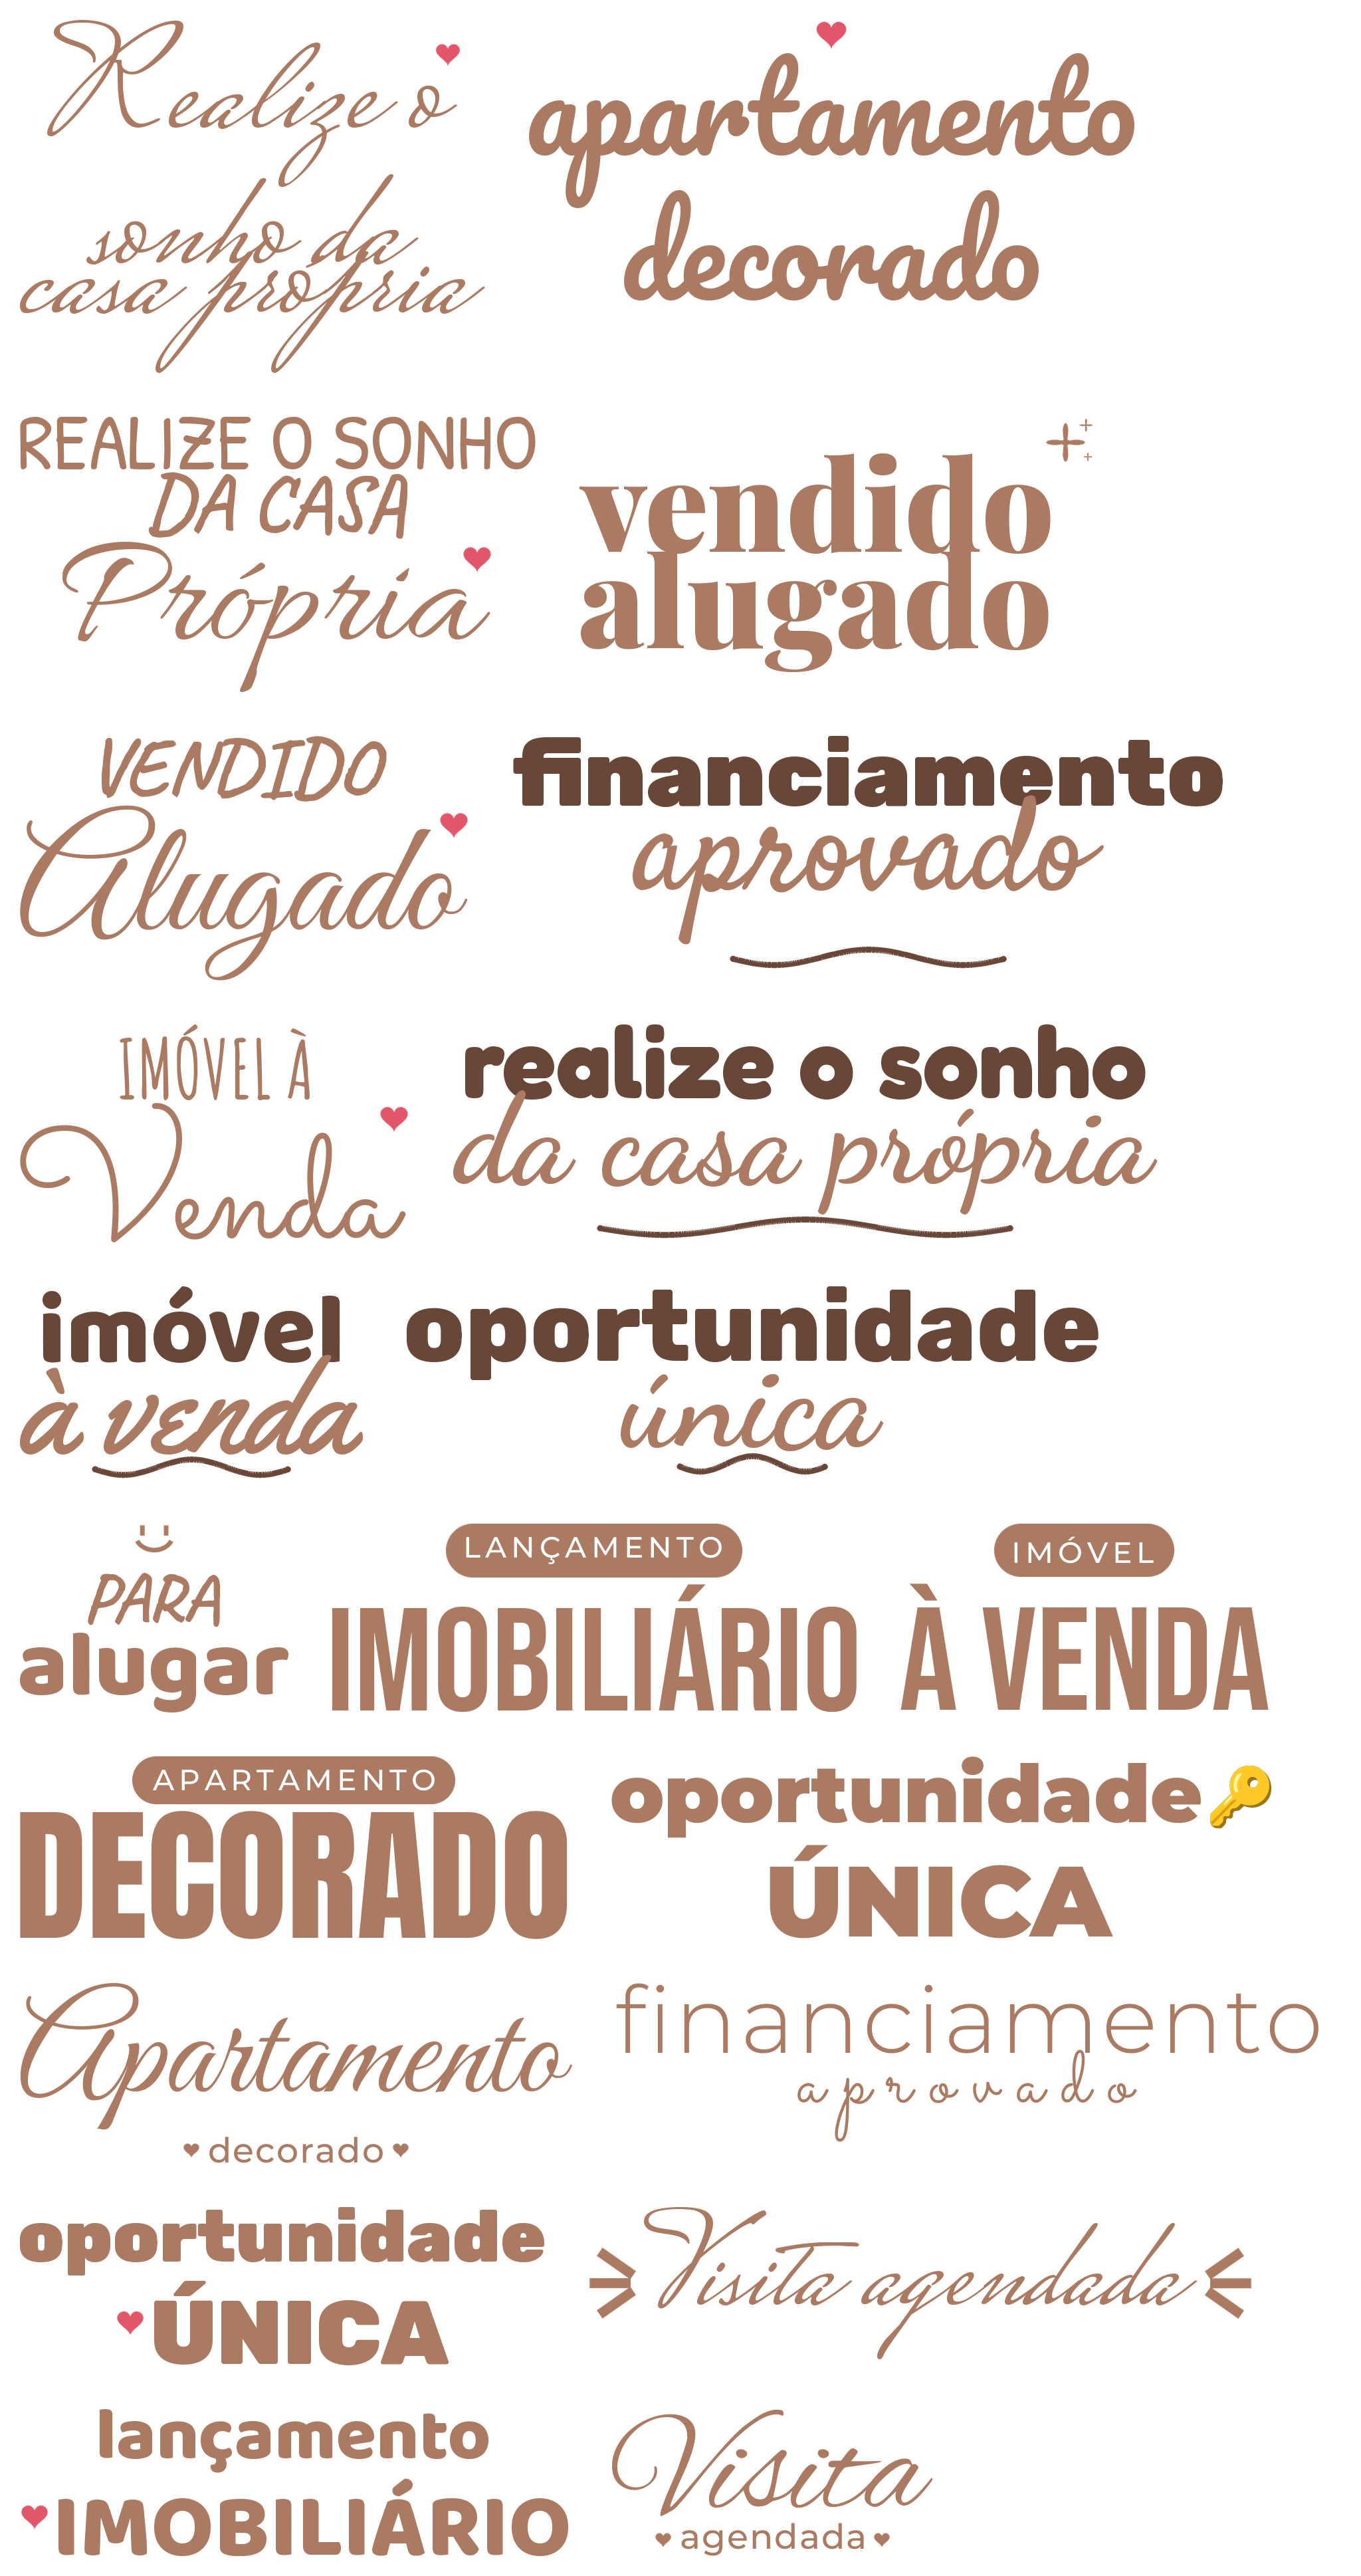 Realize o
sonho da
casa própria
apartamento
decorado
REALIZE O SONHO
DA CASA
Própria
vendido
alugado
VENDIDO
Alugado
financiamento
aprovado
IMÓVEL À
Venda
realize o sonho
da casa própria
imóvel
à venda
oportunidade
única
PARA
alugar
LANÇAMENTO
IMOBILIÁRIO
IMÓVEL
À VENDA
APARTAMENTO
DECORADO
oportunidade
ÚNICA
Apartamento
decorado
financiamento
aprovado
oportunidade
ÚNICA
Visita agendada
lançamento
IMOBILIÁRIO
Visita
agendada